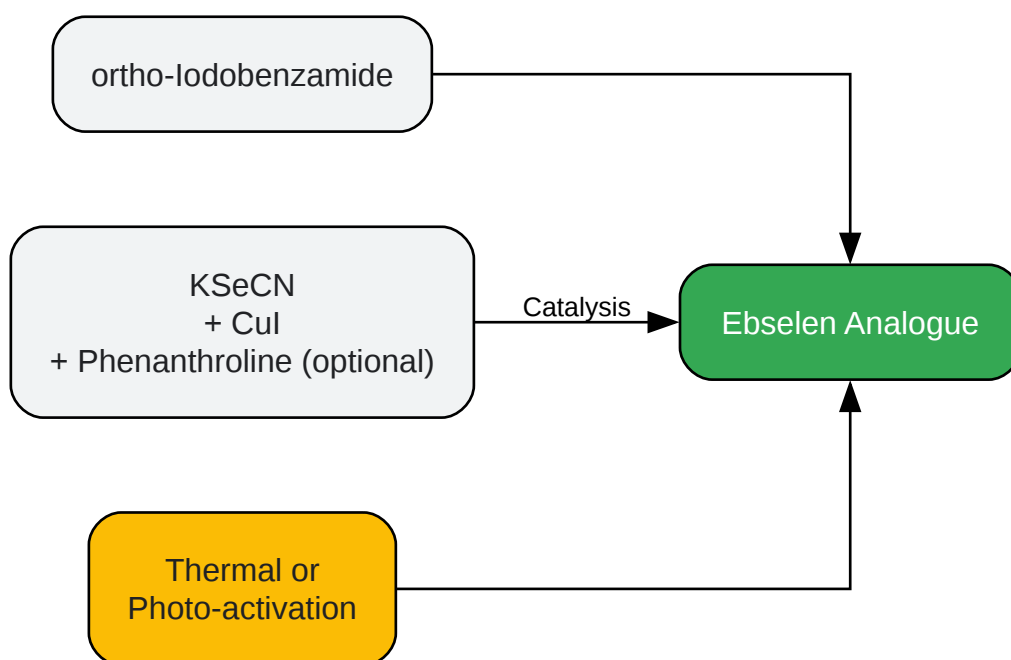 ortho-Iodobenzamide
KSeCN
+ CuI
+ Phenanthroline (optional)
Catalysis
Ebselen Analogue
Thermal or
Photo-activation